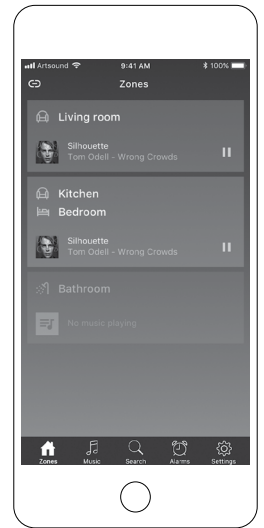 Artsound 9:41 AM 100%
Zones
Living room
Silhouette
Tom Odell - Wrong Crowds
Kitchen
Bedroom
Silhouette
Tom Odell - Wrong Crowds
Bathroom
No music playing
Zones Music Search Alarms Settings